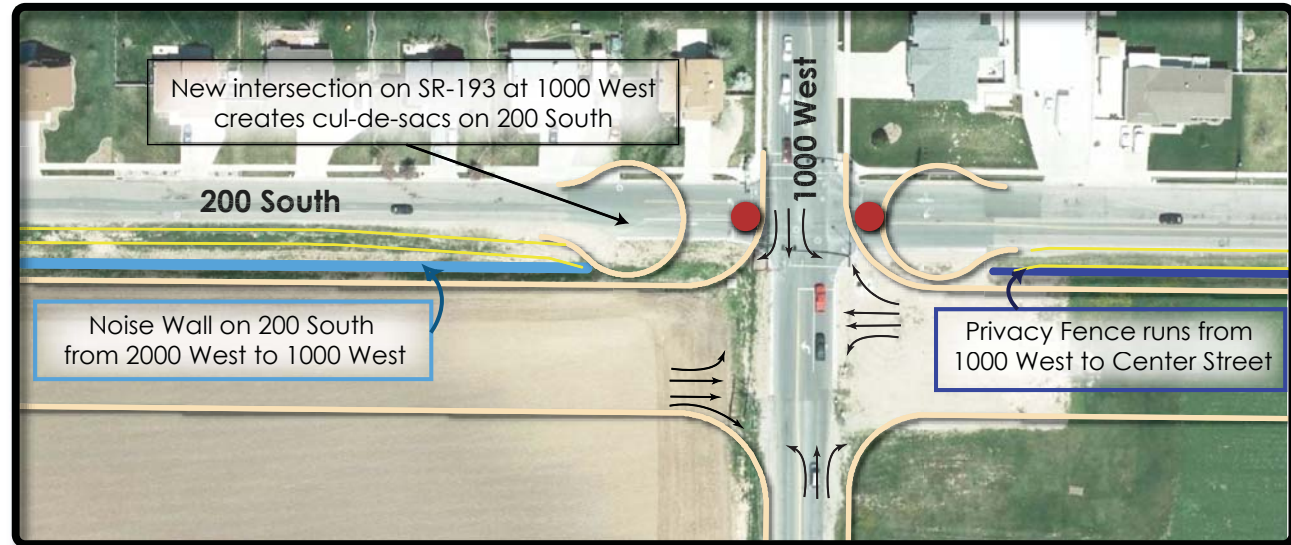 New intersection on SR-193 at 1000 West
creates cul-de-sacs on 200 South
1000 West
200 South
Noise Wall on 200 South
from 2000 West to 1000 West
Privacy Fence runs from
1000 West to Center Street